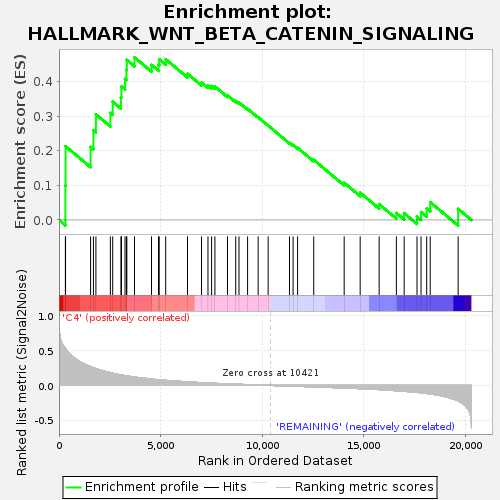 Enrichment plot:
HALLMARK_WNT_BETA_CATENIN_SIGNALING
Enrichment score (ES)
0.4
0.3
0.2
0.1
0.0
Ranked list metric (Signal2Noise)
1.0
0.5
0.0
-0.5
'C4' (positively correlated)
Zero cross at 10421
'REMAINING' (negatively correlated)
0
5,000
10,000
15,000
20,000
Rank in Ordered Dataset
Enrichment profile
Hits
Ranking metric scores